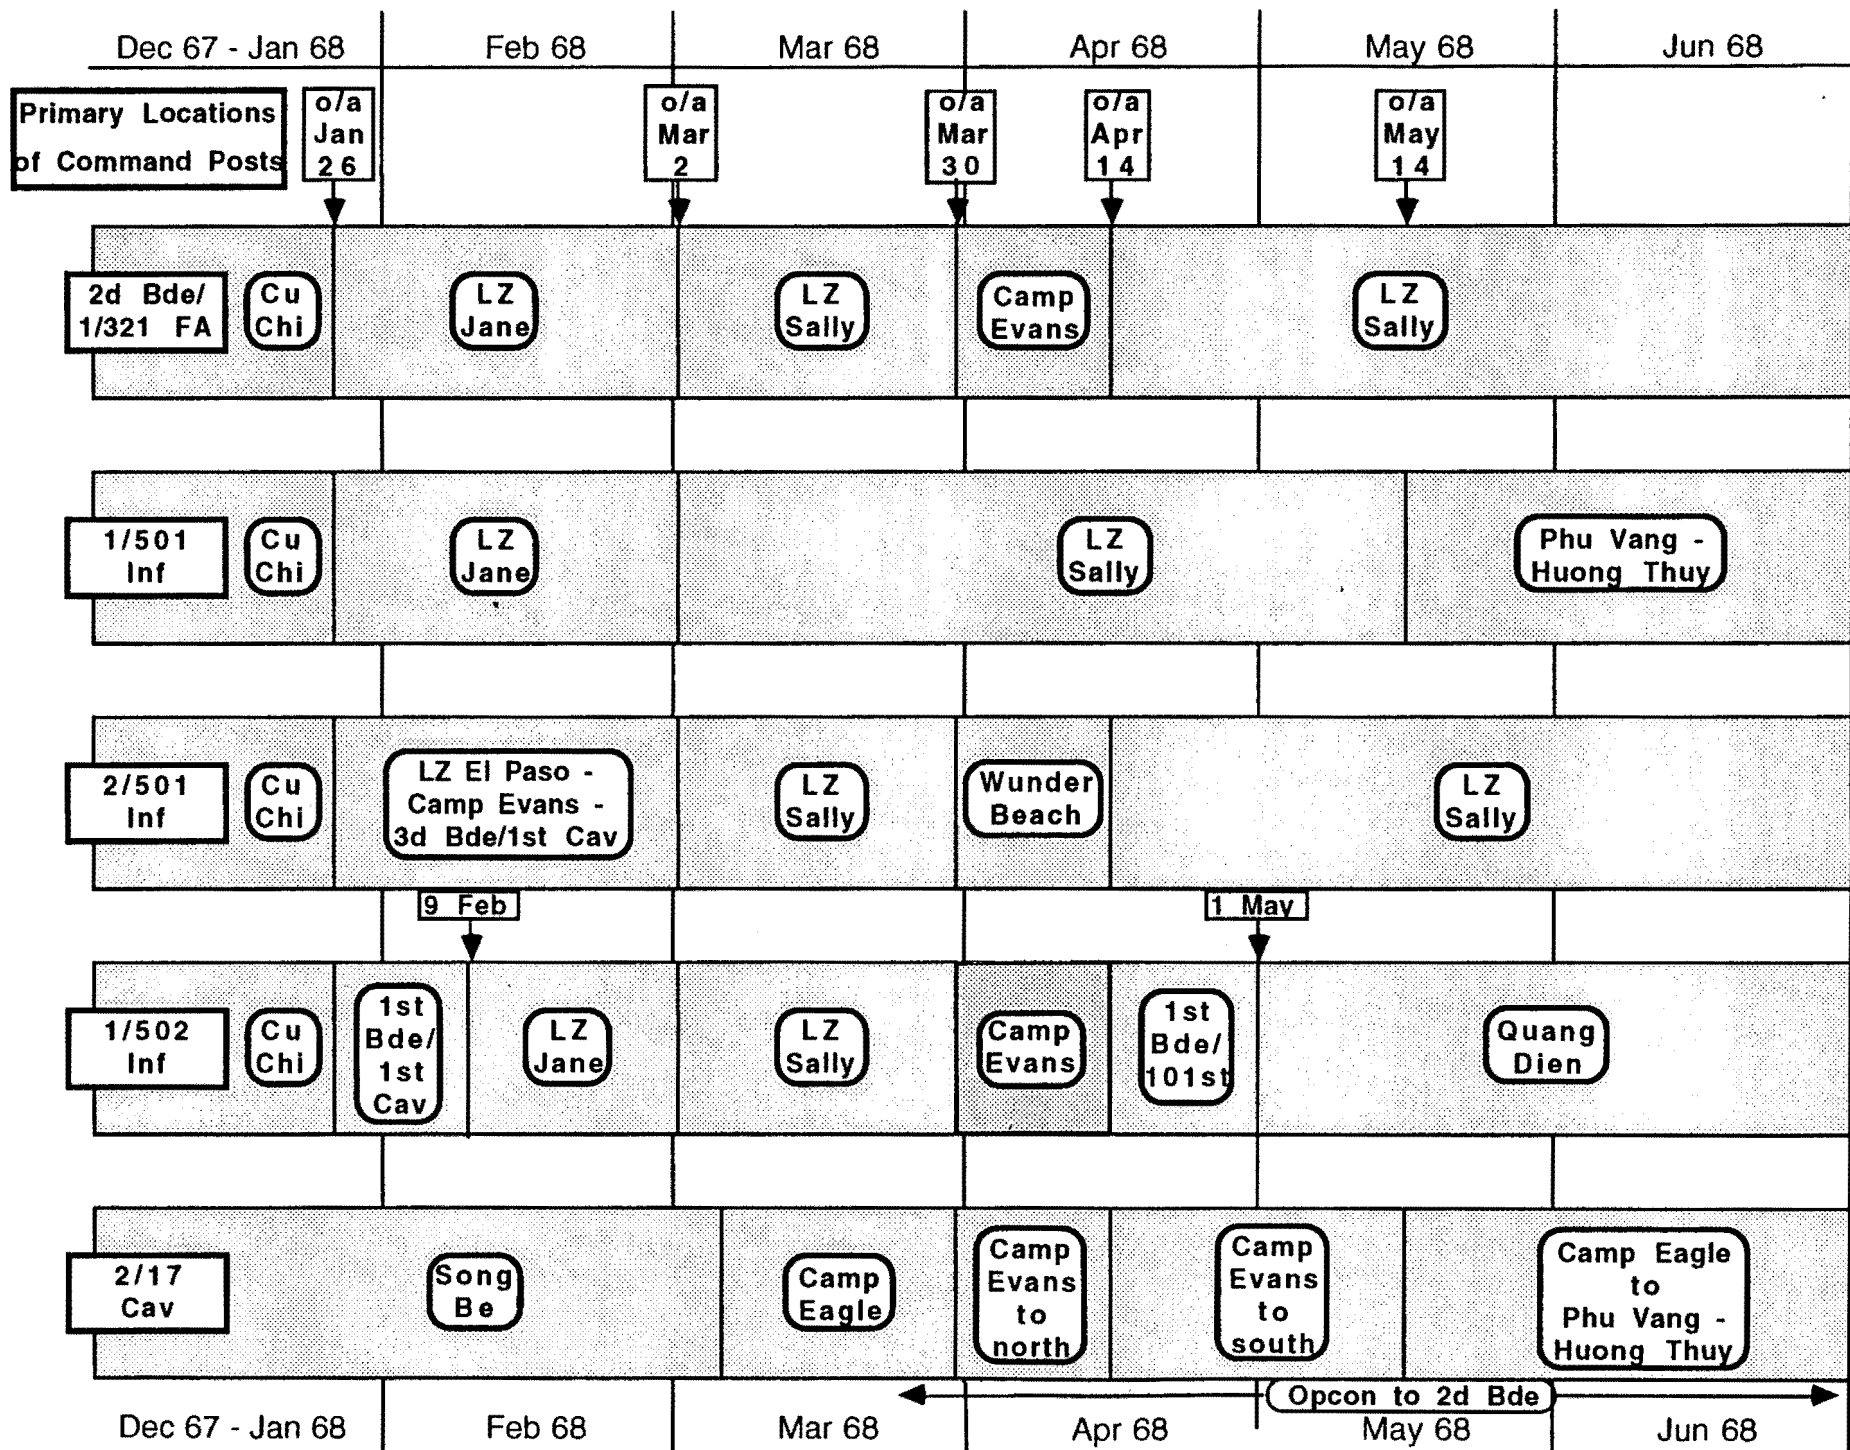 Dec 67 - Jan 68
Feb 68
Mar 68
Apr 68
May 68
Jun 68
Primary Locations
of Command Posts
o/a
Jan
26
o/a
Mar
2
o/a
Mar
30
o/a
Apr
14
o/a
May
14
2d Bde/
1/321 FA
Cu
Chi
LZ
Jane
LZ
Sally
Camp
Evans
LZ
Sally
1/501
Inf
Cu
Chi
LZ
Jane
LZ
Sally
Phu Vang -
Huong Thuy
2/501
Inf
Cu
Chi
LZ El Paso -
Camp Evans -
3d Bde/1st Cav
LZ
Sally
Wunder
Beach
LZ
Sally
9 Feb
1 May
1/502
Inf
Cu
Chi
1st
Bde/
1st
Cav
LZ
Jane
LZ
Sally
Camp
Evans
1st
Bde/
101st
Quang
Dien
2/17
Cav
Song
Be
Camp
Eagle
Camp
Evans
to
north
Camp
Evans
to
south
Camp Eagle
to
Phu Vang -
Huong Thuy
Opcon to 2d Bde
Dec 67 - Jan 68
Feb 68
Mar 68
Apr 68
May 68
Jun 68